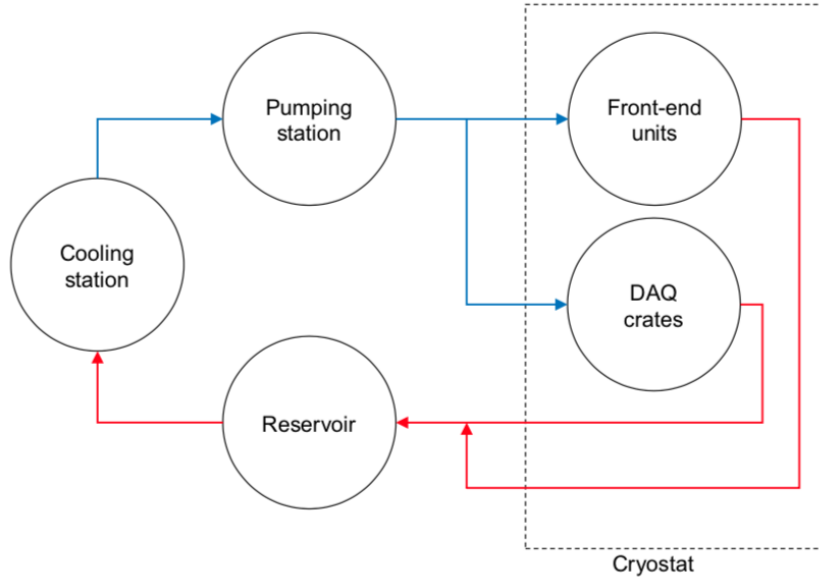 Pumping
station
Front-end
units
Cooling
station
DAQ
crates
Reservoir
Cryostat